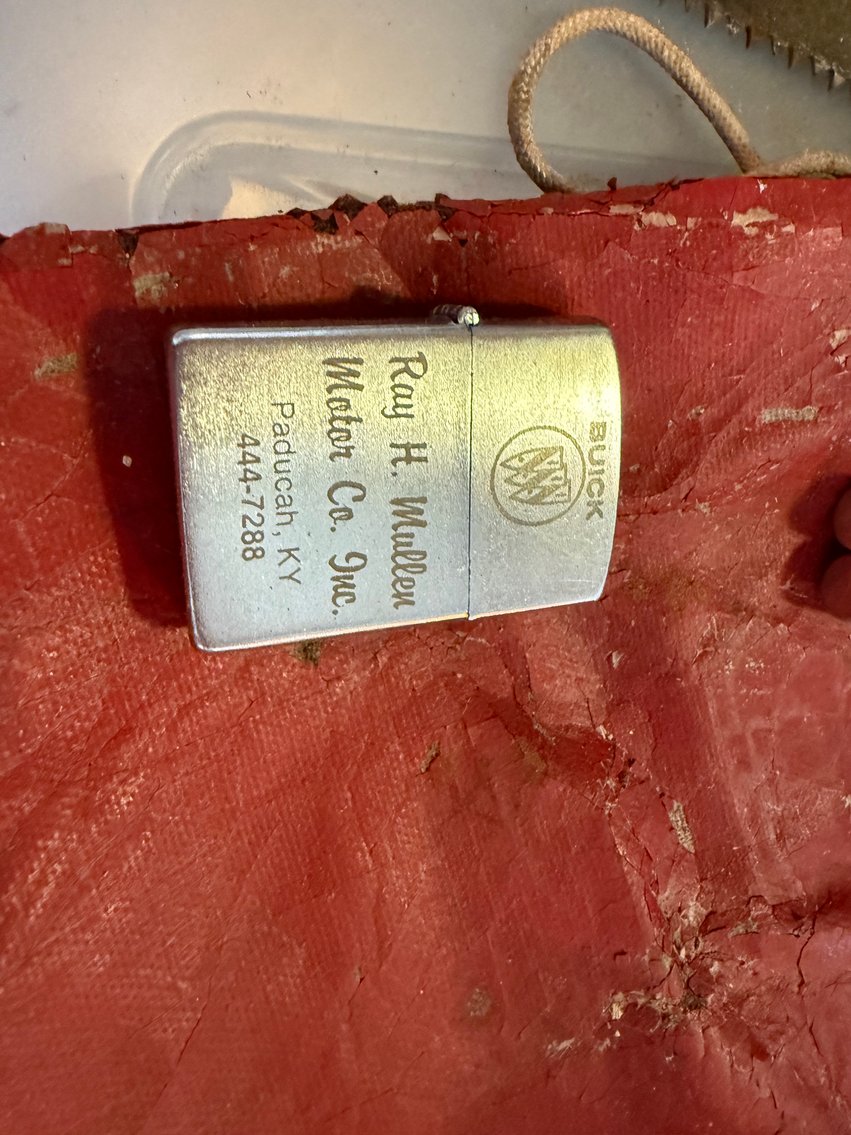 BUICK
Ray H. Mullen
Motor Co. Inc.
Paducah, KY
444-7288